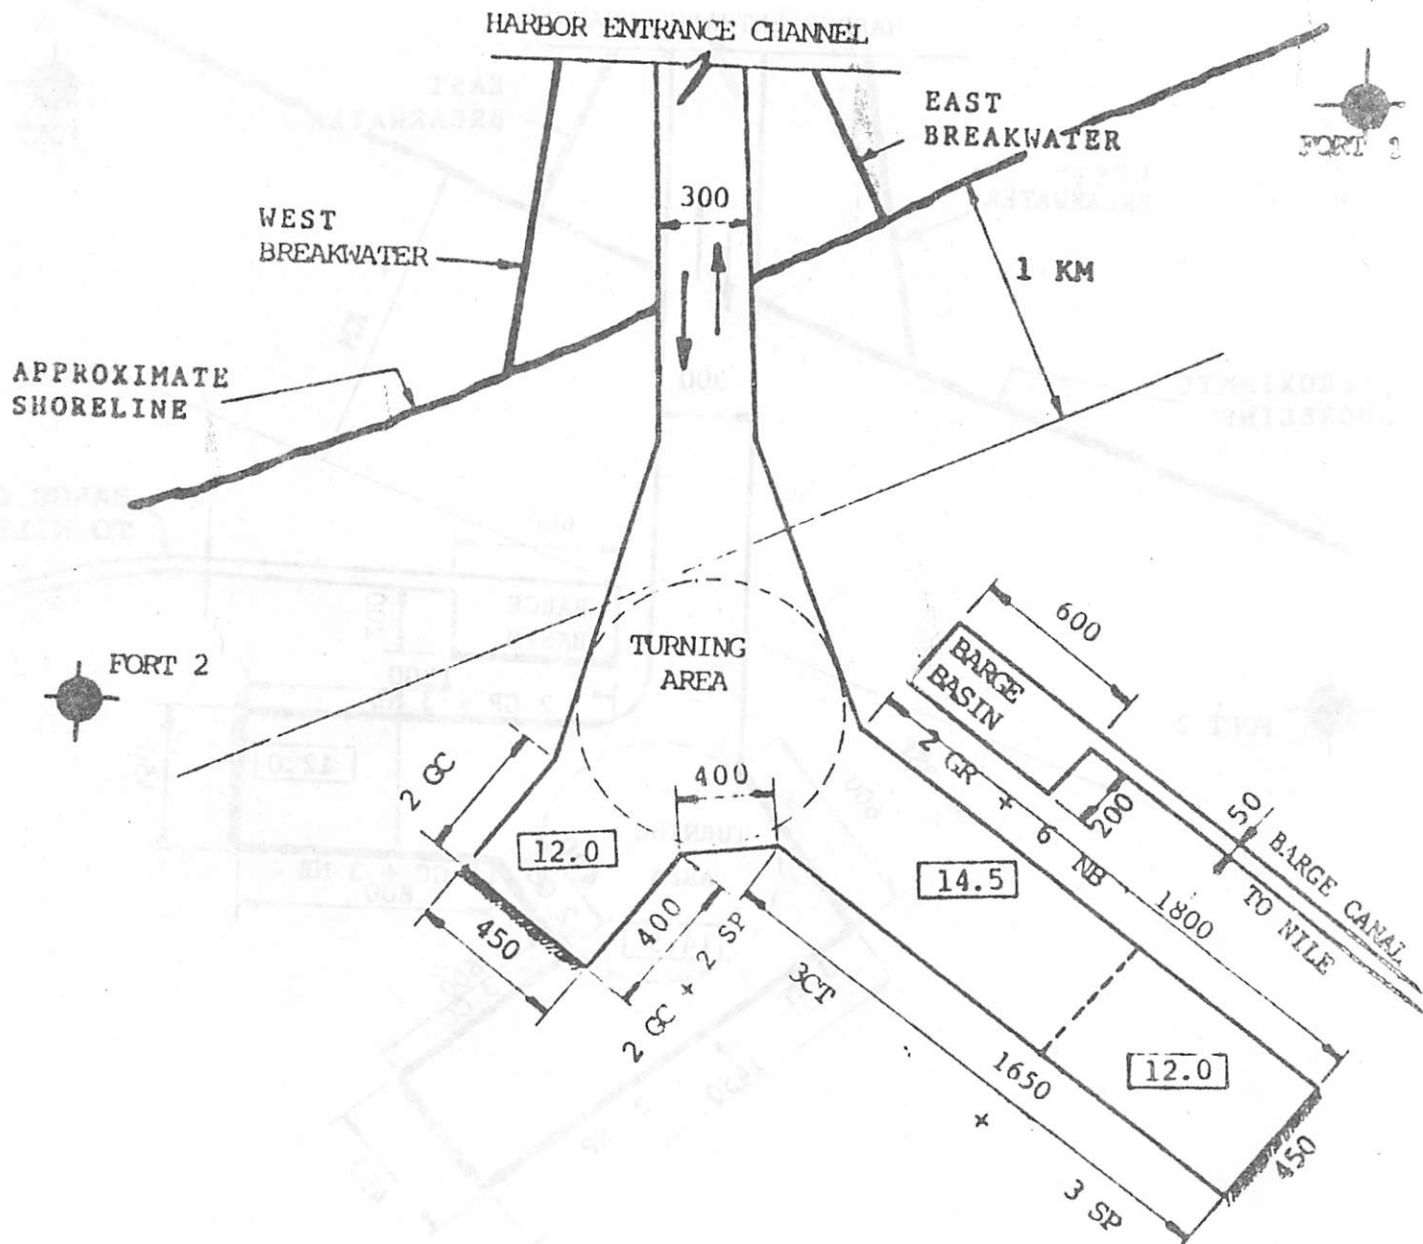 HARBOR ENTRANCE CHANNEL
EAST
BREAKWATER
FORT
300
WEST
BREAKWATER
1 KM
APPROXIMATE
SHORELINE
FORT 2
TURNING
AREA
600
BARGE
BASIN
2 GC
400
2 GR + 6 NB
1800
200
50
BARGE CANAL
TO NILE
12.0
14.5
450
400
2 GC + 2 SP
3CT
+
3 SP
1650
12.0
450